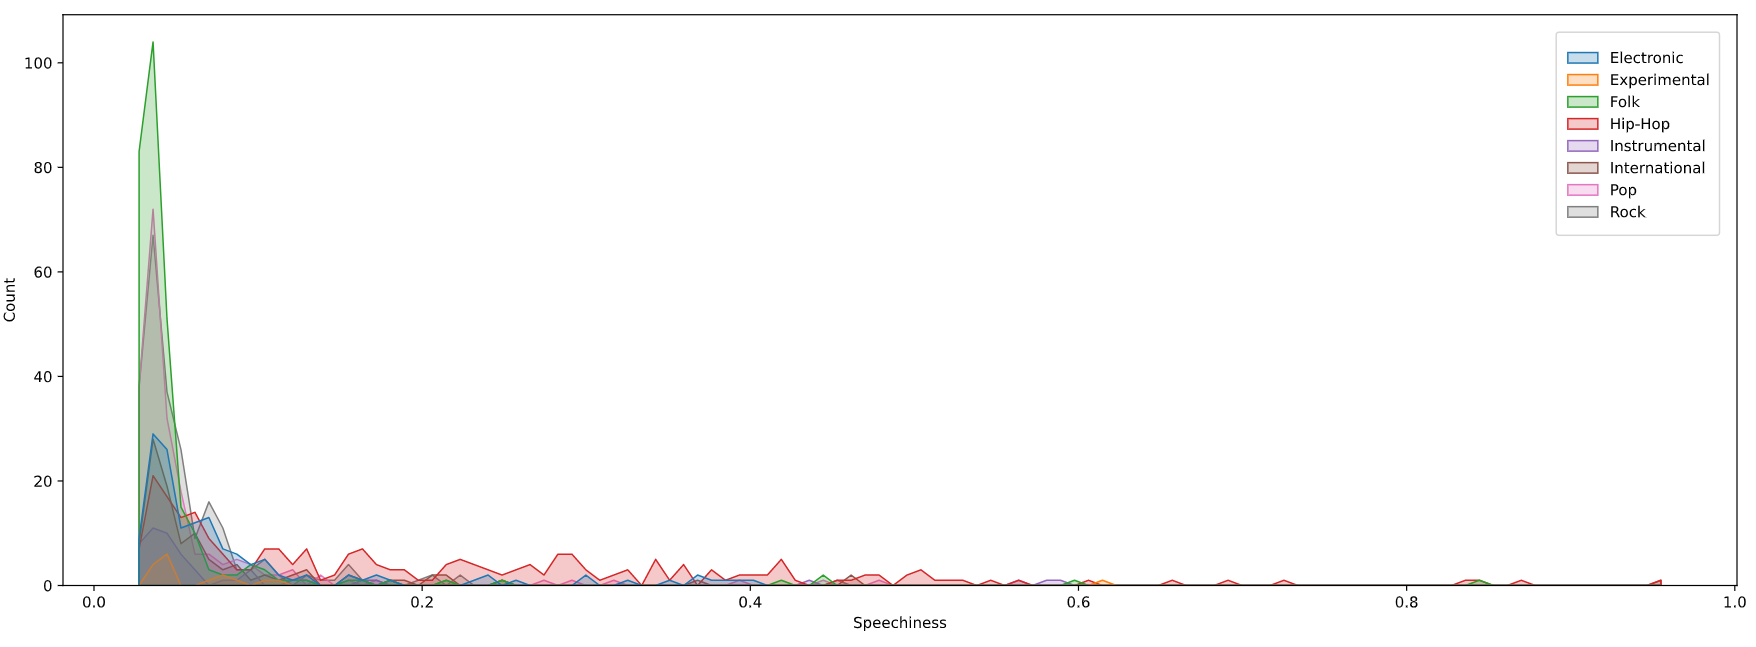 100
80
60
40
20
0
Count
0.0
0.2
0.4
0.6
0.8
1.0
Speechiness
Electronic
Experimental
Folk
Hip-Hop
Instrumental
International
Pop
Rock